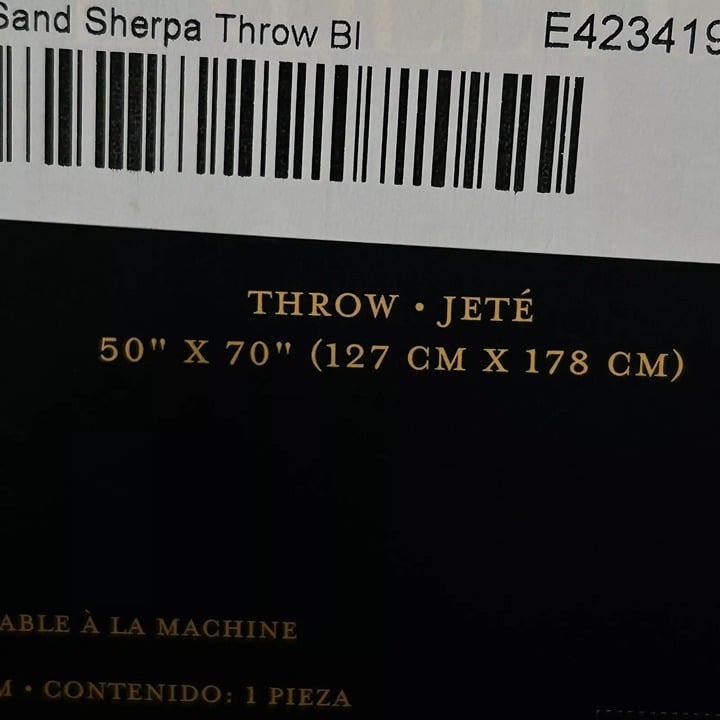 Sand Sherpa Throw Bl E423419
THROW • JETÉ
50" X 70" (127 CM X 178 CM)
ABLE À LA MACHINE
M • CONTENIDO: 1 PIEZA